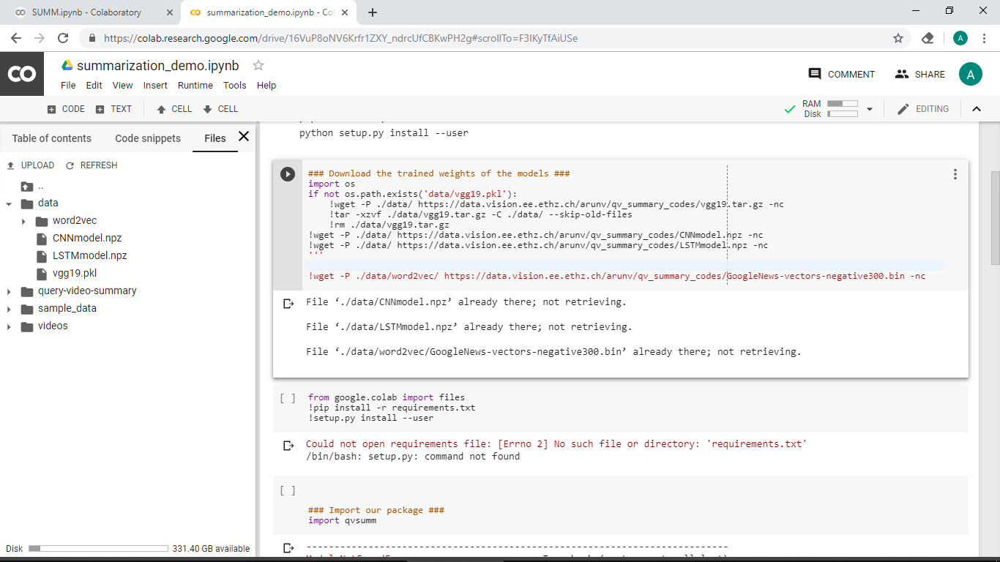 SUMM.ipynb - Colaboratory
summarization_demo.ipynb - Co
https://colab.research.google.com/drive/16VuP8oNV6Krfr1ZXY_ndrcUfCBKwPH2g#scrollTo=F3IKyTfAiUSe
A
CO
summarization_demo.ipynb
COMMENT
SHARE
A
File Edit View Insert Runtime Tools Help
CODE TEXT CELL CELL
RAM
Disk
EDITING
Table of contents Code snippets Files
UPLOAD REFRESH
..
data
word2vec
CNNmodel.npz
LSTMmodel.npz
vgg19.pkl
query-video-summary
sample_data
videos
Disk 331.40 GB available
python setup.py install --user
### Download the trained weights of the models ###
import os
if not os.path.exists('data/vgg19.pkl'):
!wget -P ./data/ https://data.vision.ee.ethz.ch/arunv/qv_summary_codes/vgg19.tar.gz -nc
!tar -xzvf ./data/vgg19.tar.gz -C ./data/ --skip-old-files
!rm ./data/vgg19.tar.gz
!wget -P ./data/ https://data.vision.ee.ethz.ch/arunv/qv_summary_codes/CNNmodel.npz -nc
!wget -P ./data/ https://data.vision.ee.ethz.ch/arunv/qv_summary_codes/LSTMmodel.npz -nc
'''
!wget -P ./data/word2vec/ https://data.vision.ee.ethz.ch/arunv/qv_summary_codes/GoogleNews-vectors-negative300.bin -nc
File ‘./data/CNNmodel.npz’ already there; not retrieving.
File ‘./data/LSTMmodel.npz’ already there; not retrieving.
File ‘./data/word2vec/GoogleNews-vectors-negative300.bin’ already there; not retrieving.
[ ] from google.colab import files
!pip install -r requirements.txt
!setup.py install --user
Could not open requirements file: [Errno 2] No such file or directory: 'requirements.txt'
/bin/bash: setup.py: command not found
[ ]
### Import our package ###
import qvsumm
---------------------------------------------------------------------------